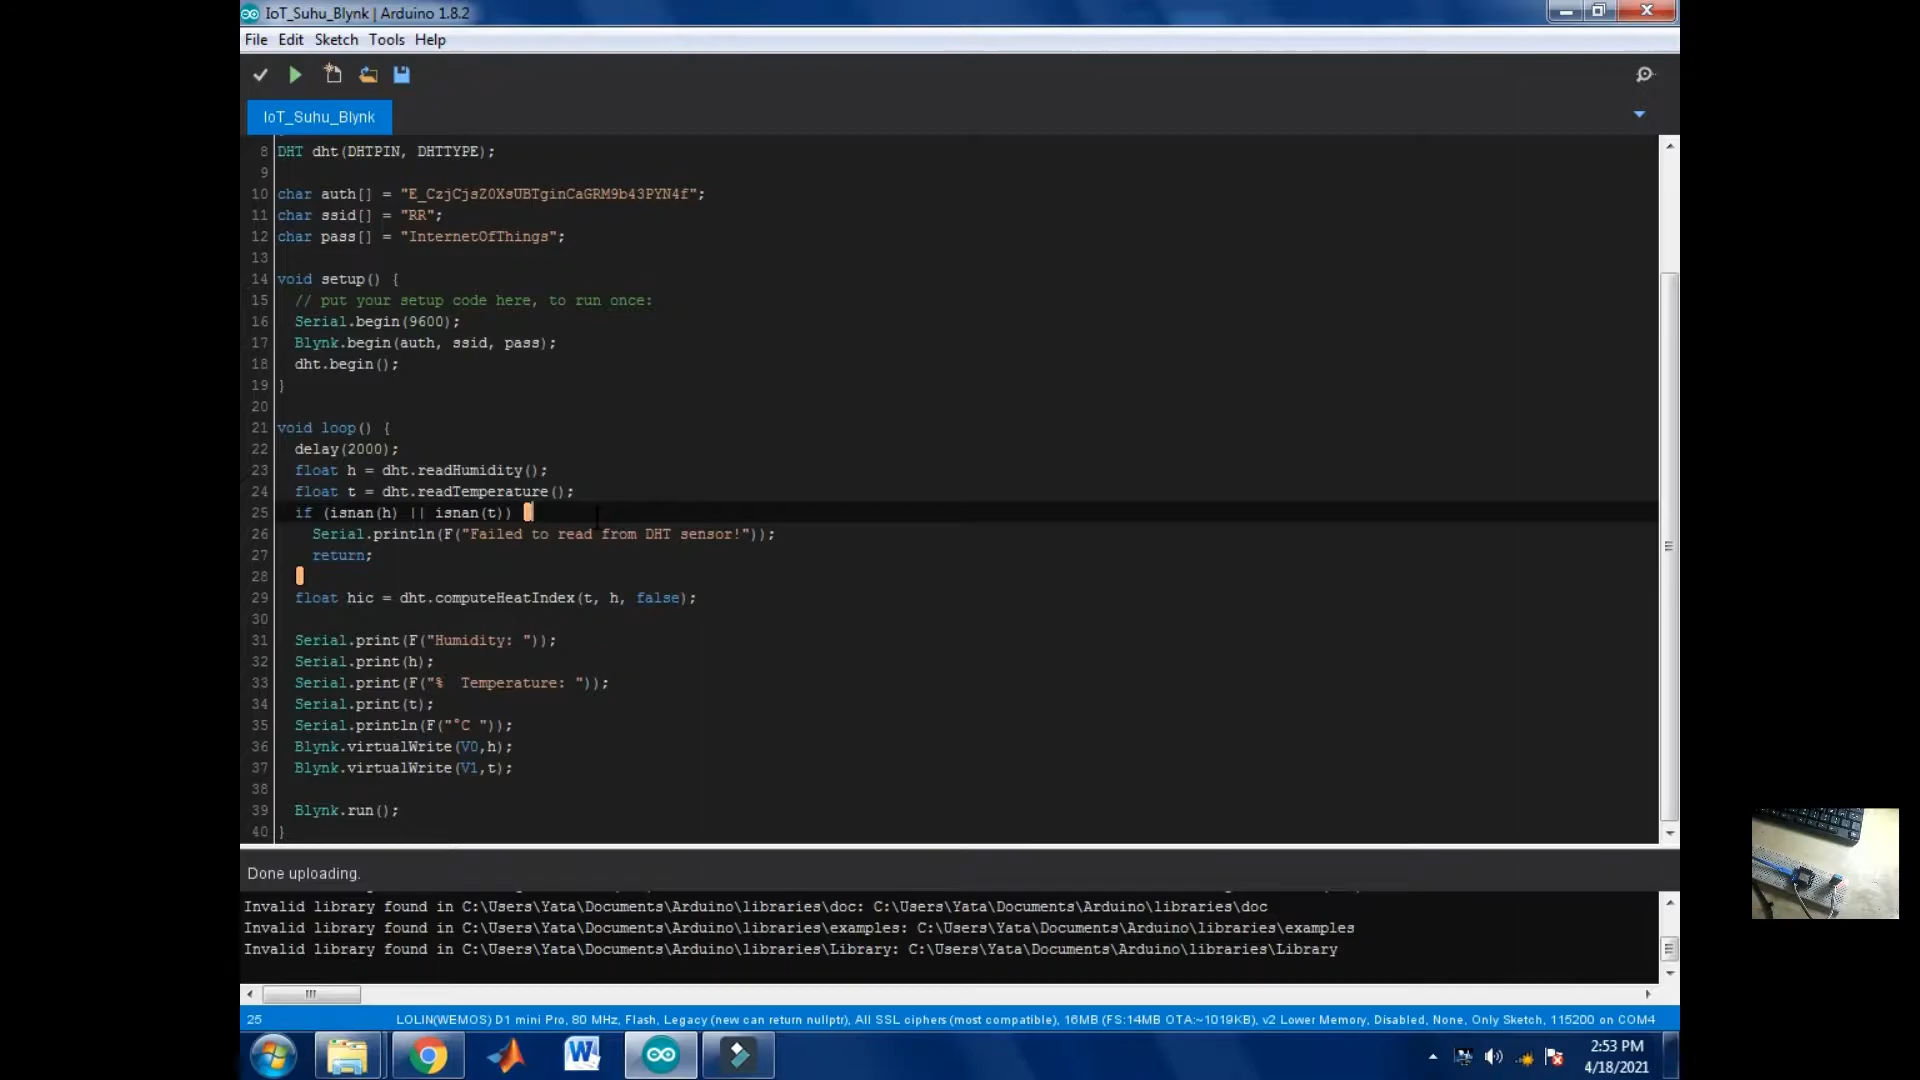 IoT_Suhu_Blynk | Arduino 1.8.2
File Edit Sketch Tools Help
IoT_Suhu_Blynk
8 DHT dht(DHTPIN, DHTTYPE);
9
10 char auth[] = "E_CzjCjsZ0XsUBTginCaGRM9b43PYN4f";
11 char ssid[] = "RR";
12 char pass[] = "InternetOfThings";
13
14 void setup() {
15 // put your setup code here, to run once:
16 Serial.begin(9600);
17 Blynk.begin(auth, ssid, pass);
18 dht.begin();
19 }
20
21 void loop() {
22 delay(2000);
23 float h = dht.readHumidity();
24 float t = dht.readTemperature();
25 if (isnan(h) || isnan(t))
26 Serial.println(F("Failed to read from DHT sensor!"));
27 return;
28
29 float hic = dht.computeHeatIndex(t, h, false);
30
31 Serial.print(F("Humidity: "));
32 Serial.print(h);
33 Serial.print(F("%  Temperature: "));
34 Serial.print(t);
35 Serial.println(F("°C "));
36 Blynk.virtualWrite(V0,h);
37 Blynk.virtualWrite(V1,t);
38
39 Blynk.run();
40 }
Done uploading.
Invalid library found in C:\Users\Yata\Documents\Arduino\libraries\doc: C:\Users\Yata\Documents\Arduino\libraries\doc
Invalid library found in C:\Users\Yata\Documents\Arduino\libraries\examples: C:\Users\Yata\Documents\Arduino\libraries\examples
Invalid library found in C:\Users\Yata\Documents\Arduino\libraries\Library: C:\Users\Yata\Documents\Arduino\libraries\Library
25 LOLIN(WEMOS) D1 mini Pro, 80 MHz, Flash, Legacy (new can return nullptr), All SSL ciphers (most compatible), 16MB (FS:14MB OTA:~1019KB), v2 Lower Memory, Disabled, None, Only Sketch, 115200 on COM4
2:53 PM
4/18/2021